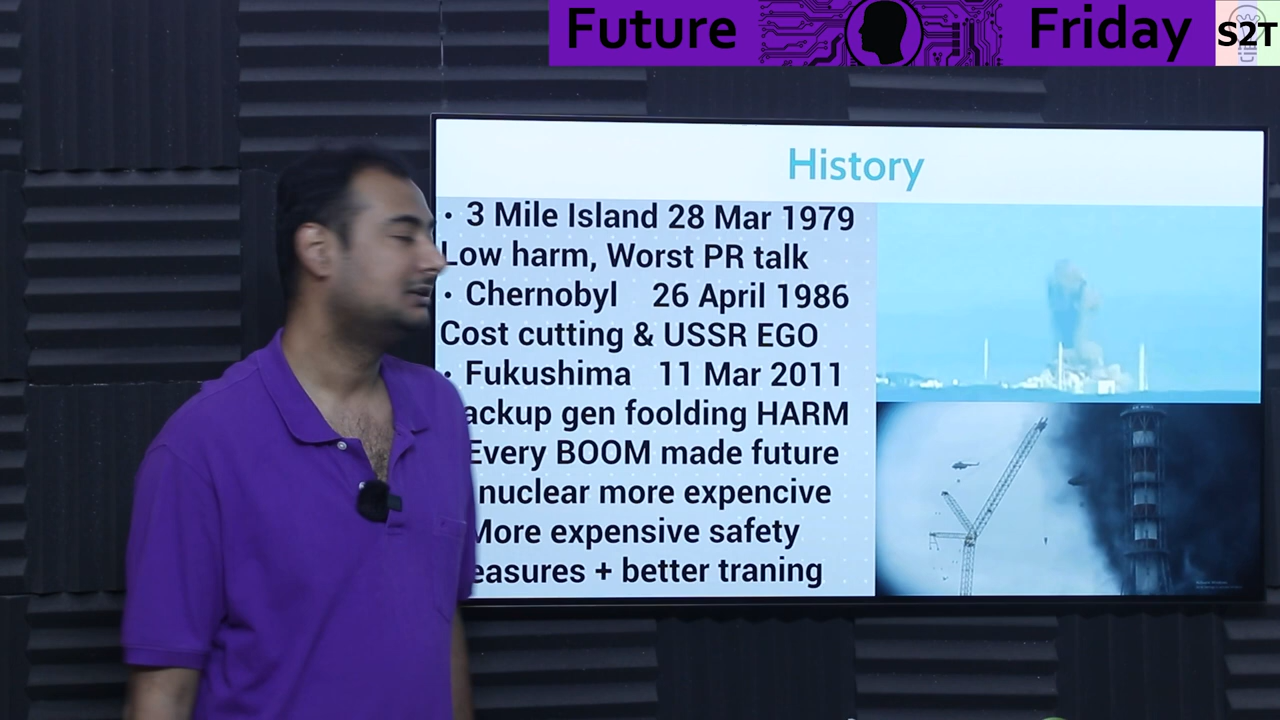 Future Friday
S2T
History
• 3 Mile Island 28 Mar 1979
Low harm, Worst PR talk
• Chernobyl 26 April 1986
Cost cutting & USSR EGO
• Fukushima 11 Mar 2011
ackup gen foolding HARM
Every BOOM made future
nuclear more expencive
More expensive safety
easures + better traning